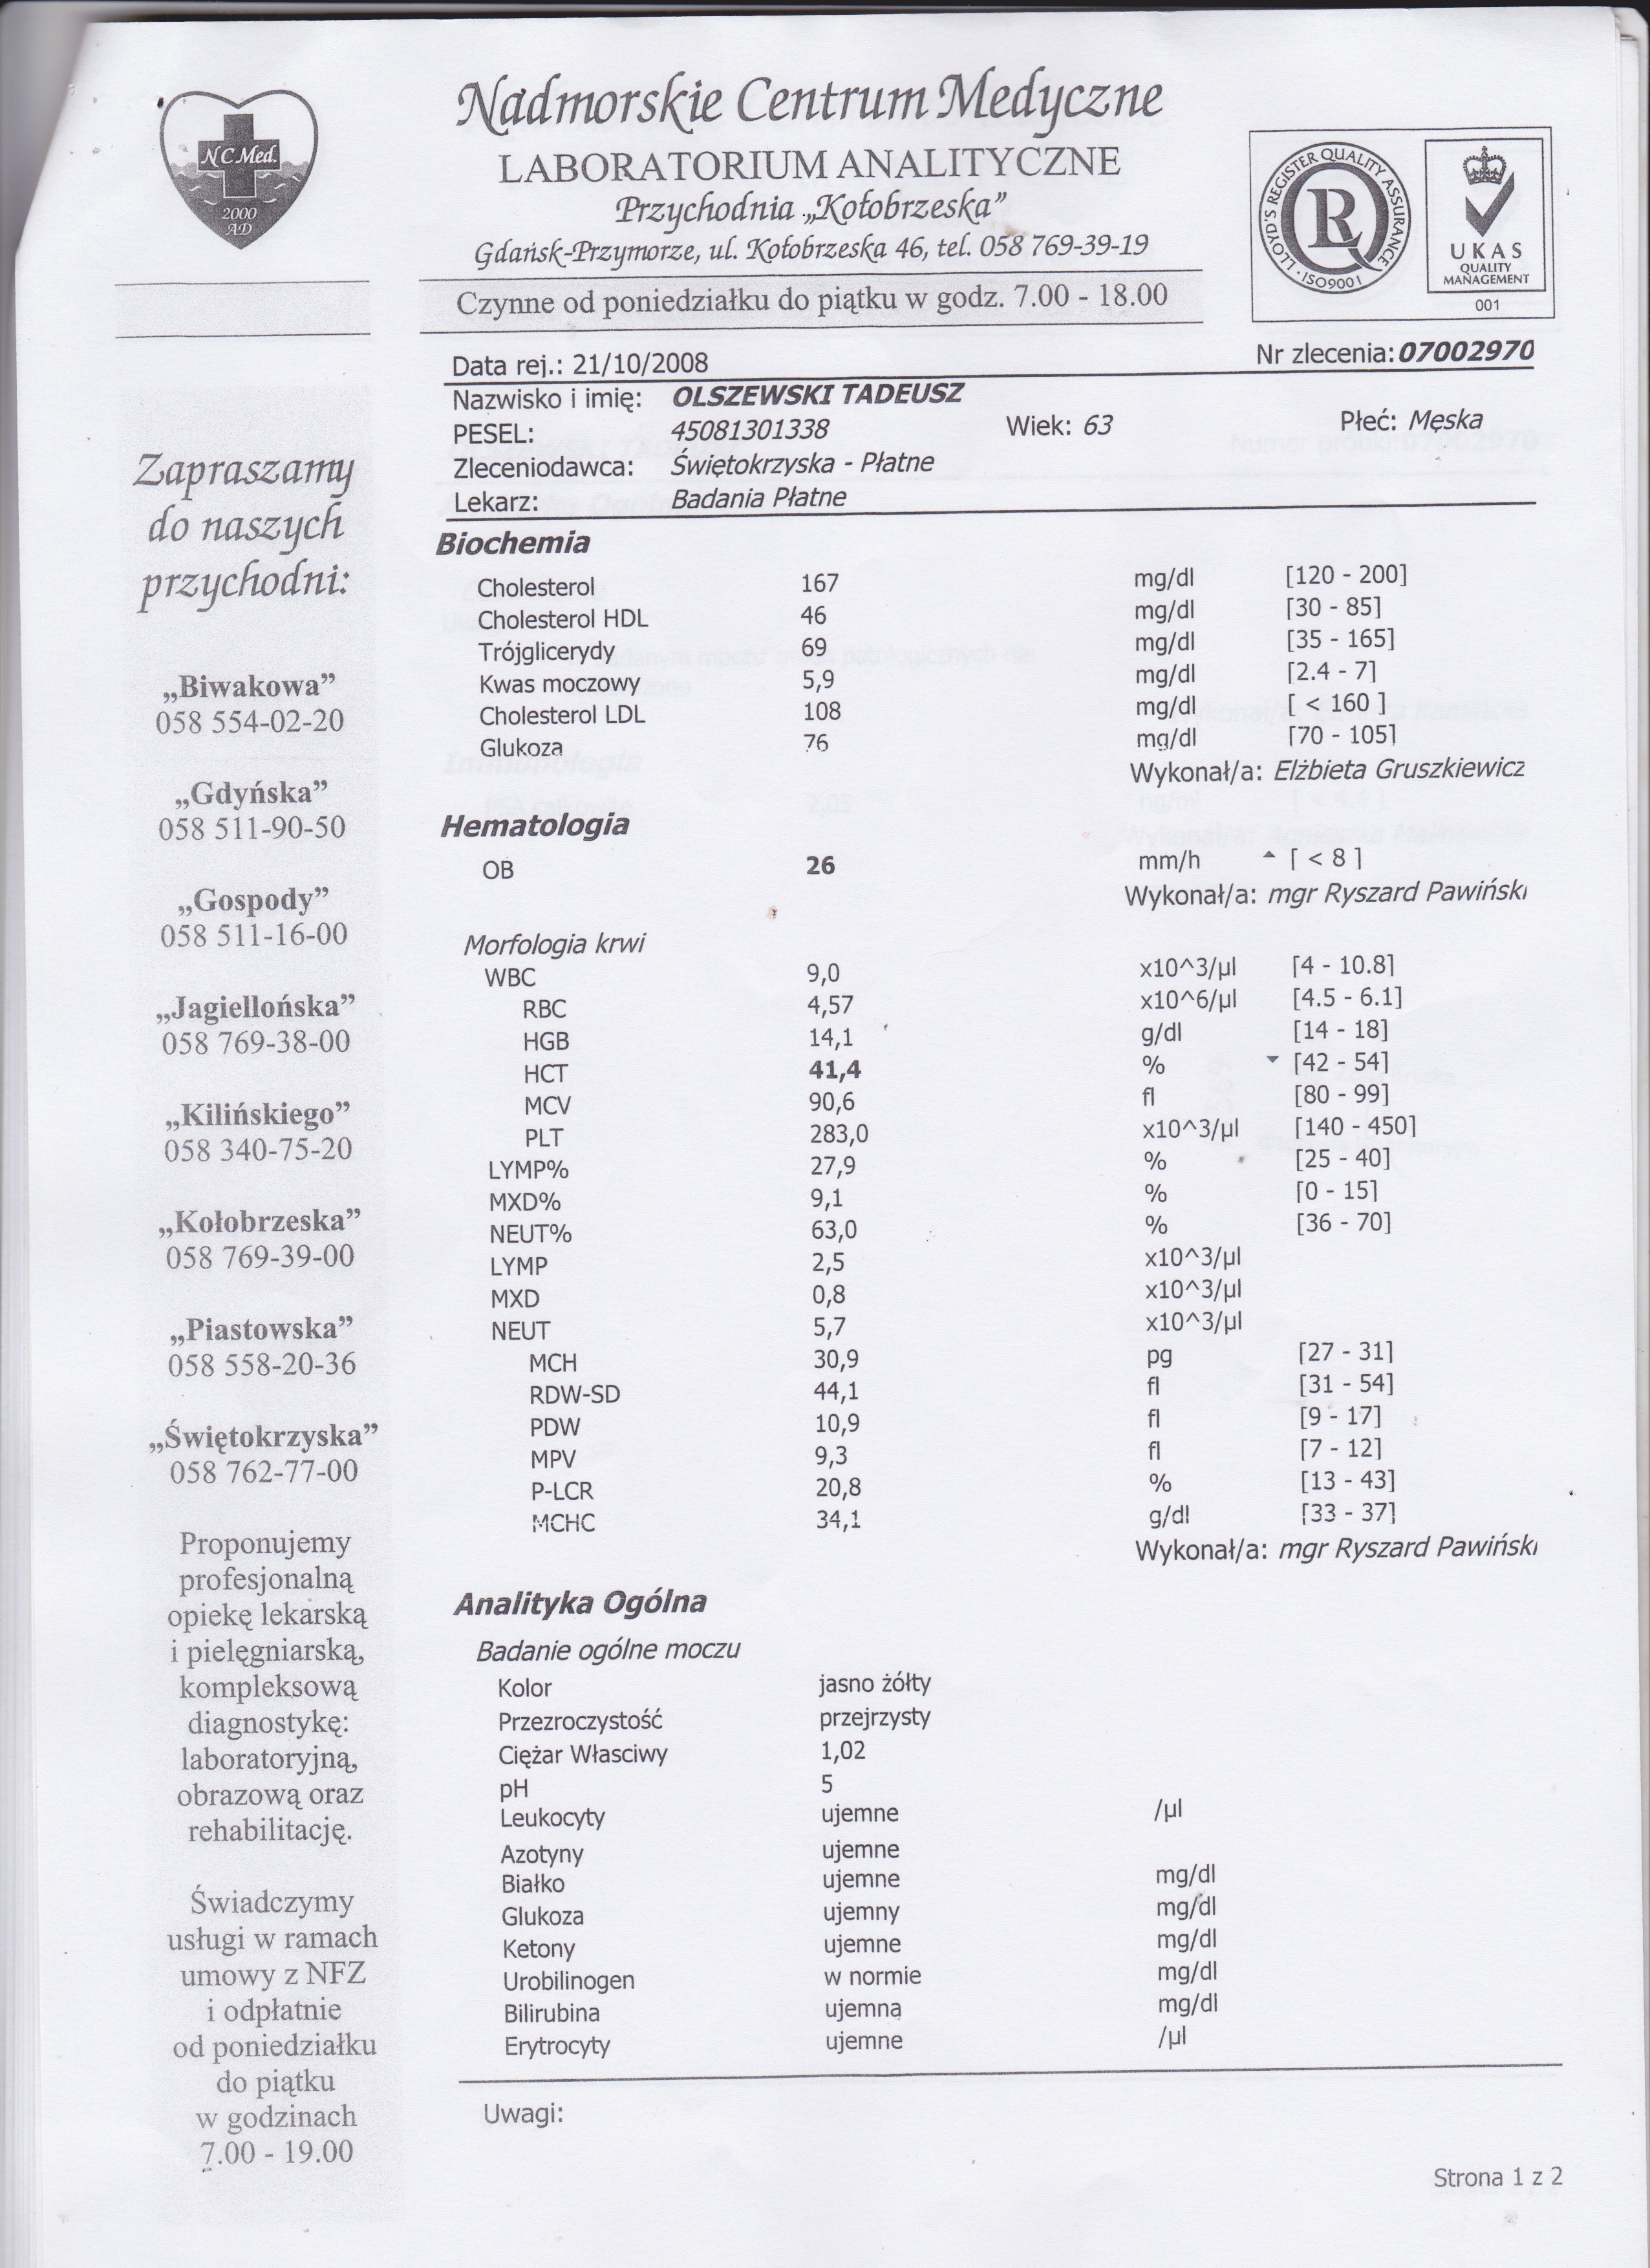 Nadmorskie Centrum Medyczne
LABORATORIUM ANALITYCZNE
Przychodnia „Kołobrzeska”
Gdańsk-Przymorze, ul. Kołobrzeska 46, tel. 058 769-39-19
Czynne od poniedziałku do piątku w godz. 7.00 - 18.00
NC Med.
2000
AD
LLOYD'S REGISTER QUALITY ASSURANCE
LRQ
ISO9001
UKAS
QUALITY
MANAGEMENT
001
Data rej.: 21/10/2008 Nr zlecenia: 07002970
Nazwisko i imię: OLSZEWSKI TADEUSZ
PESEL: 45081301338 Wiek: 63 Płeć: Męska
Zleceniodawca: Świętokrzyska - Płatne
Lekarz: Badania Płatne
Biochemia
Cholesterol 167 mg/dl [120 - 200]
Cholesterol HDL 46 mg/dl [30 - 85]
Trójglicerydy 69 mg/dl [35 - 165]
Kwas moczowy 5,9 mg/dl [2.4 - 7]
Cholesterol LDL 108 mg/dl [ < 160 ]
Glukoza 76 mg/dl [70 - 105]
Wykonał/a: Elżbieta Gruszkiewicz
Hematologia
OB 26 mm/h ▲ [ < 8 ]
Wykonał/a: mgr Ryszard Pawiński
Morfologia krwi
WBC 9,0 x10^3/µl [4 - 10.8]
RBC 4,57 x10^6/µl [4.5 - 6.1]
HGB 14,1 g/dl [14 - 18]
HCT 41,4 % ▼ [42 - 54]
MCV 90,6 fl [80 - 99]
PLT 283,0 x10^3/µl [140 - 450]
LYMP% 27,9 % [25 - 40]
MXD% 9,1 % [0 - 15]
NEUT% 63,0 % [36 - 70]
LYMP 2,5 x10^3/µl
MXD 0,8 x10^3/µl
NEUT 5,7 x10^3/µl
MCH 30,9 pg [27 - 31]
RDW-SD 44,1 fl [31 - 54]
PDW 10,9 fl [9 - 17]
MPV 9,3 fl [7 - 12]
P-LCR 20,8 % [13 - 43]
MCHC 34,1 g/dl [33 - 37]
Wykonał/a: mgr Ryszard Pawiński
Analityka Ogólna
Badanie ogólne moczu
Kolor jasno żółty
Przezroczystość przejrzysty
Ciężar Własciwy 1,02
pH 5
Leukocyty ujemne /µl
Azotyny ujemne
Białko ujemne mg/dl
Glukoza ujemny mg/dl
Ketony ujemne mg/dl
Urobilinogen w normie mg/dl
Bilirubina ujemna mg/dl
Erytrocyty ujemne /µl
Uwagi:
Strona 1 z 2
Zapraszamy
do naszych
przychodni:
„Biwakowa”
058 554-02-20
„Gdyńska”
058 511-90-50
„Gospody”
058 511-16-00
„Jagiellońska”
058 769-38-00
„Kilińskiego”
058 340-75-20
„Kołobrzeska”
058 769-39-00
„Piastowska”
058 558-20-36
„Świętokrzyska”
058 762-77-00
Proponujemy
profesjonalną
opiekę lekarską
i pielęgniarską,
kompleksową
diagnostykę:
laboratoryjną,
obrazową oraz
rehabilitację.
Świadczymy
usługi w ramach
umowy z NFZ
i odpłatnie
od poniedziałku
do piątku
w godzinach
7.00 - 19.00